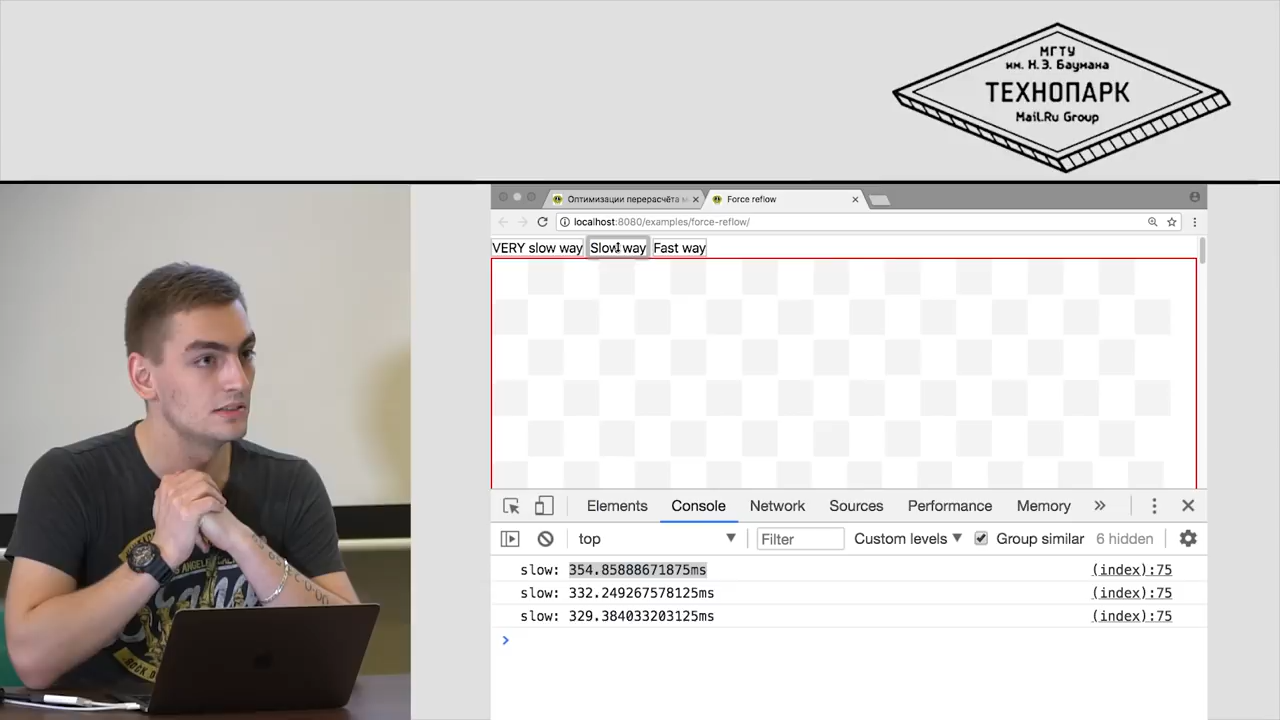 МГТУ
им. Н.Э. Баумана
ТЕХНОПАРК
Mail.Ru Group
Оптимизации перерасчёта
Force reflow
localhost:8080/examples/force-reflow/
VERY slow way Slow way Fast way
Elements Console Network Sources Performance Memory
top Filter Custom levels Group similar 6 hidden
slow: 354.85888671875ms (index):75
slow: 332.249267578125ms (index):75
slow: 329.384033203125ms (index):75